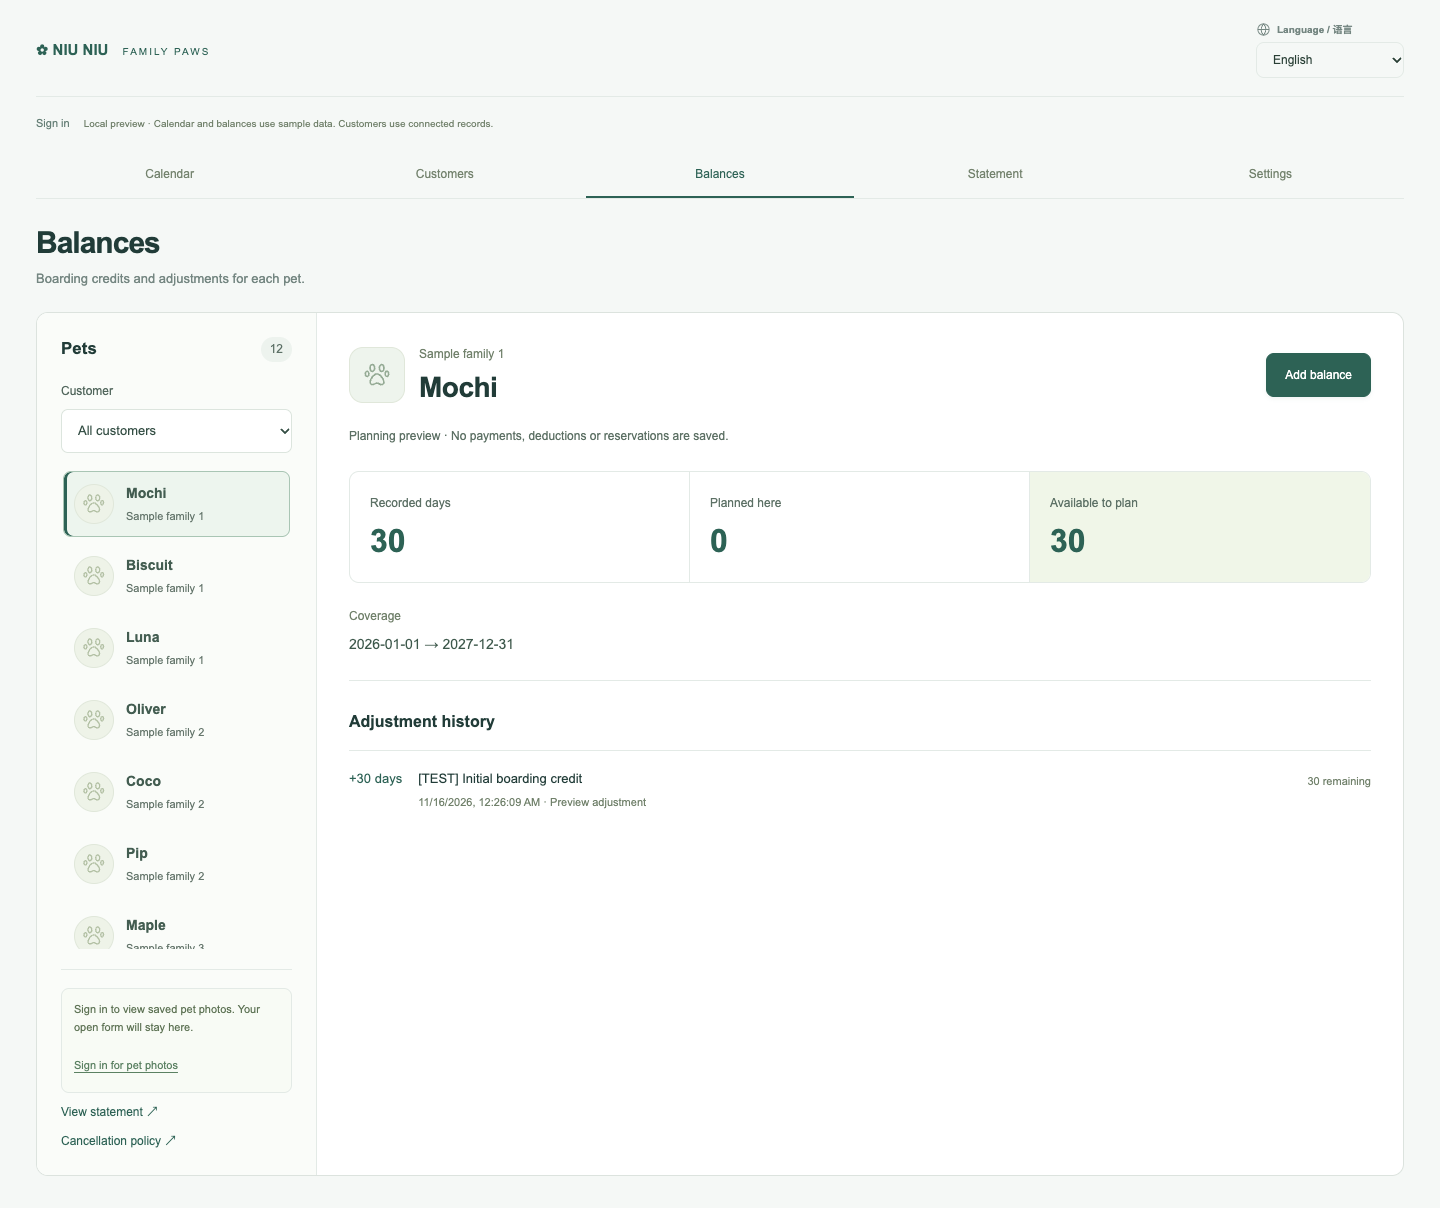 ✿ NIU NIU FAMILY PAWS
Language / 语言
English
Sign in Local preview · Calendar and balances use sample data. Customers use connected records.
Calendar Customers Balances Statement Settings
Balances
Boarding credits and adjustments for each pet.
Pets 12
Customer
All customers
Mochi
Sample family 1
Biscuit
Sample family 1
Luna
Sample family 1
Oliver
Sample family 2
Coco
Sample family 2
Pip
Sample family 2
Maple
Sample family 3
Sign in to view saved pet photos. Your
open form will stay here.
Sign in for pet photos
View statement ↗
Cancellation policy ↗
Sample family 1
Mochi
Add balance
Planning preview · No payments, deductions or reservations are saved.
Recorded days
30
Planned here
0
Available to plan
30
Coverage
2026-01-01 → 2027-12-31
Adjustment history
+30 days [TEST] Initial boarding credit
30 remaining
11/16/2026, 12:26:09 AM · Preview adjustment